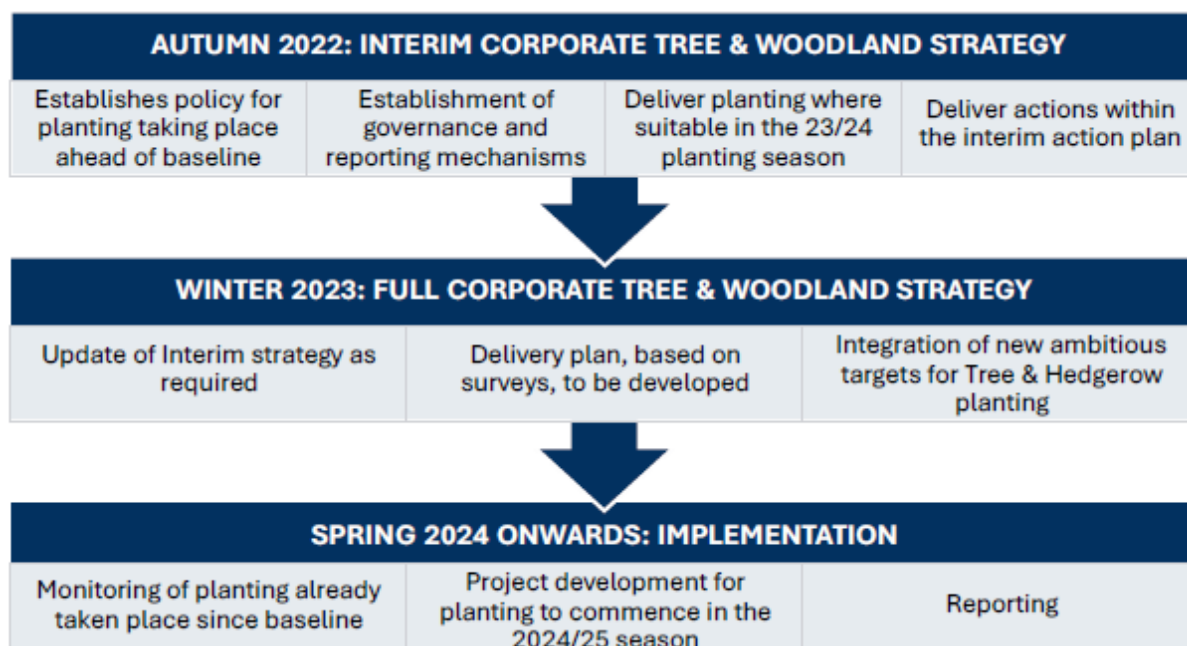 AUTUMN 2022: INTERIM CORPORATE TREE & WOODLAND STRATEGY
Establishes policy for
planting taking place
ahead of baseline
Establishment of
governance and
reporting mechanisms
Deliver planting where
suitable in the 23/24
planting season
Deliver actions within
the interim action plan
WINTER 2023: FULL CORPORATE TREE & WOODLAND STRATEGY
Update of Interim strategy as
required
Delivery plan, based on
surveys, to be developed
Integration of new ambitious
targets for Tree & Hedgerow
planting
SPRING 2024 ONWARDS: IMPLEMENTATION
Monitoring of planting already
taken place since baseline
Project development for
planting to commence in the
2024/25 season
Reporting